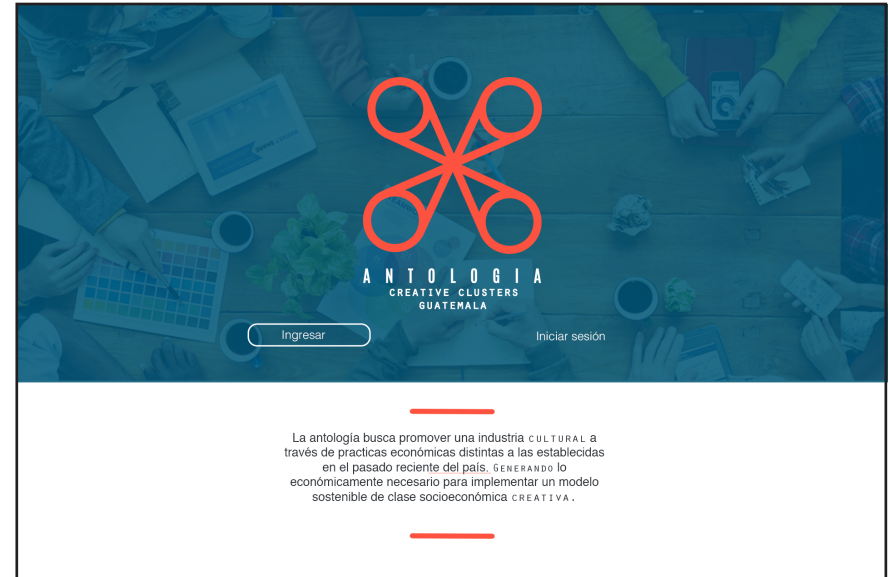 ANTOLOGIA
CREATIVE CLUSTERS
GUATEMALA
Ingresar
Iniciar sesión
La antología busca promover una industria CULTURAL a
través de practicas económicas distintas a las establecidas
en el pasado reciente del país. GENERANDO lo
económicamente necesario para implementar un modelo
sostenible de clase socioeconómica CREATIVA.